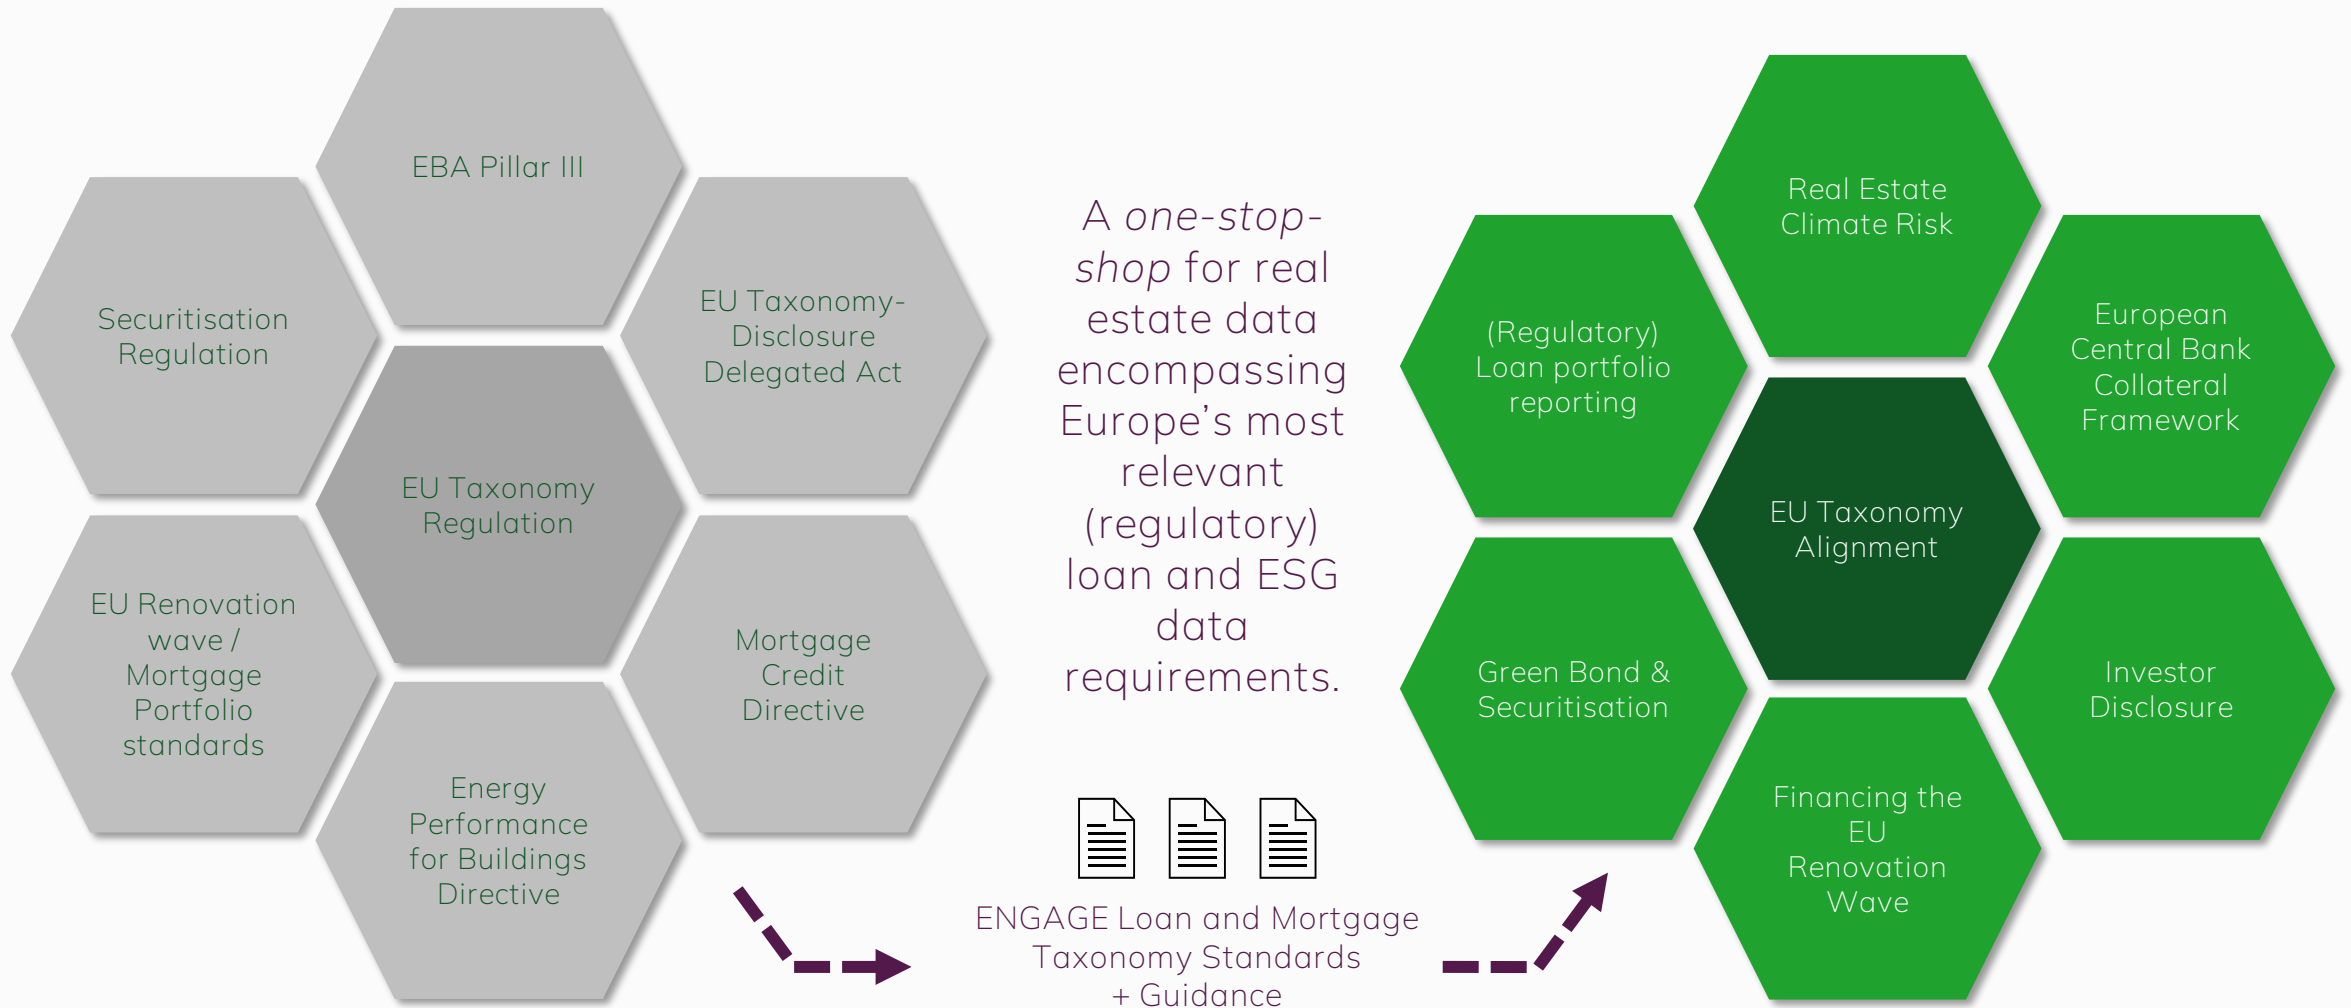 EBA Pillar III
Securitisation
Regulation
EU Taxonomy-
Disclosure
Delegated Act
EU Taxonomy
Regulation
EU Renovation
wave /
Mortgage
Portfolio
standards
Mortgage
Credit
Directive
Energy
Performance
for Buildings
Directive
A one-stop-
shop for real
estate data
encompassing
Europe’s most
relevant
(regulatory)
loan and ESG
data
requirements.
ENGAGE Loan and Mortgage
Taxonomy Standards
+ Guidance
Real Estate
Climate Risk
(Regulatory)
Loan portfolio
reporting
European
Central Bank
Collateral
Framework
EU Taxonomy
Alignment
Green Bond &
Securitisation
Investor
Disclosure
Financing the
EU
Renovation
Wave